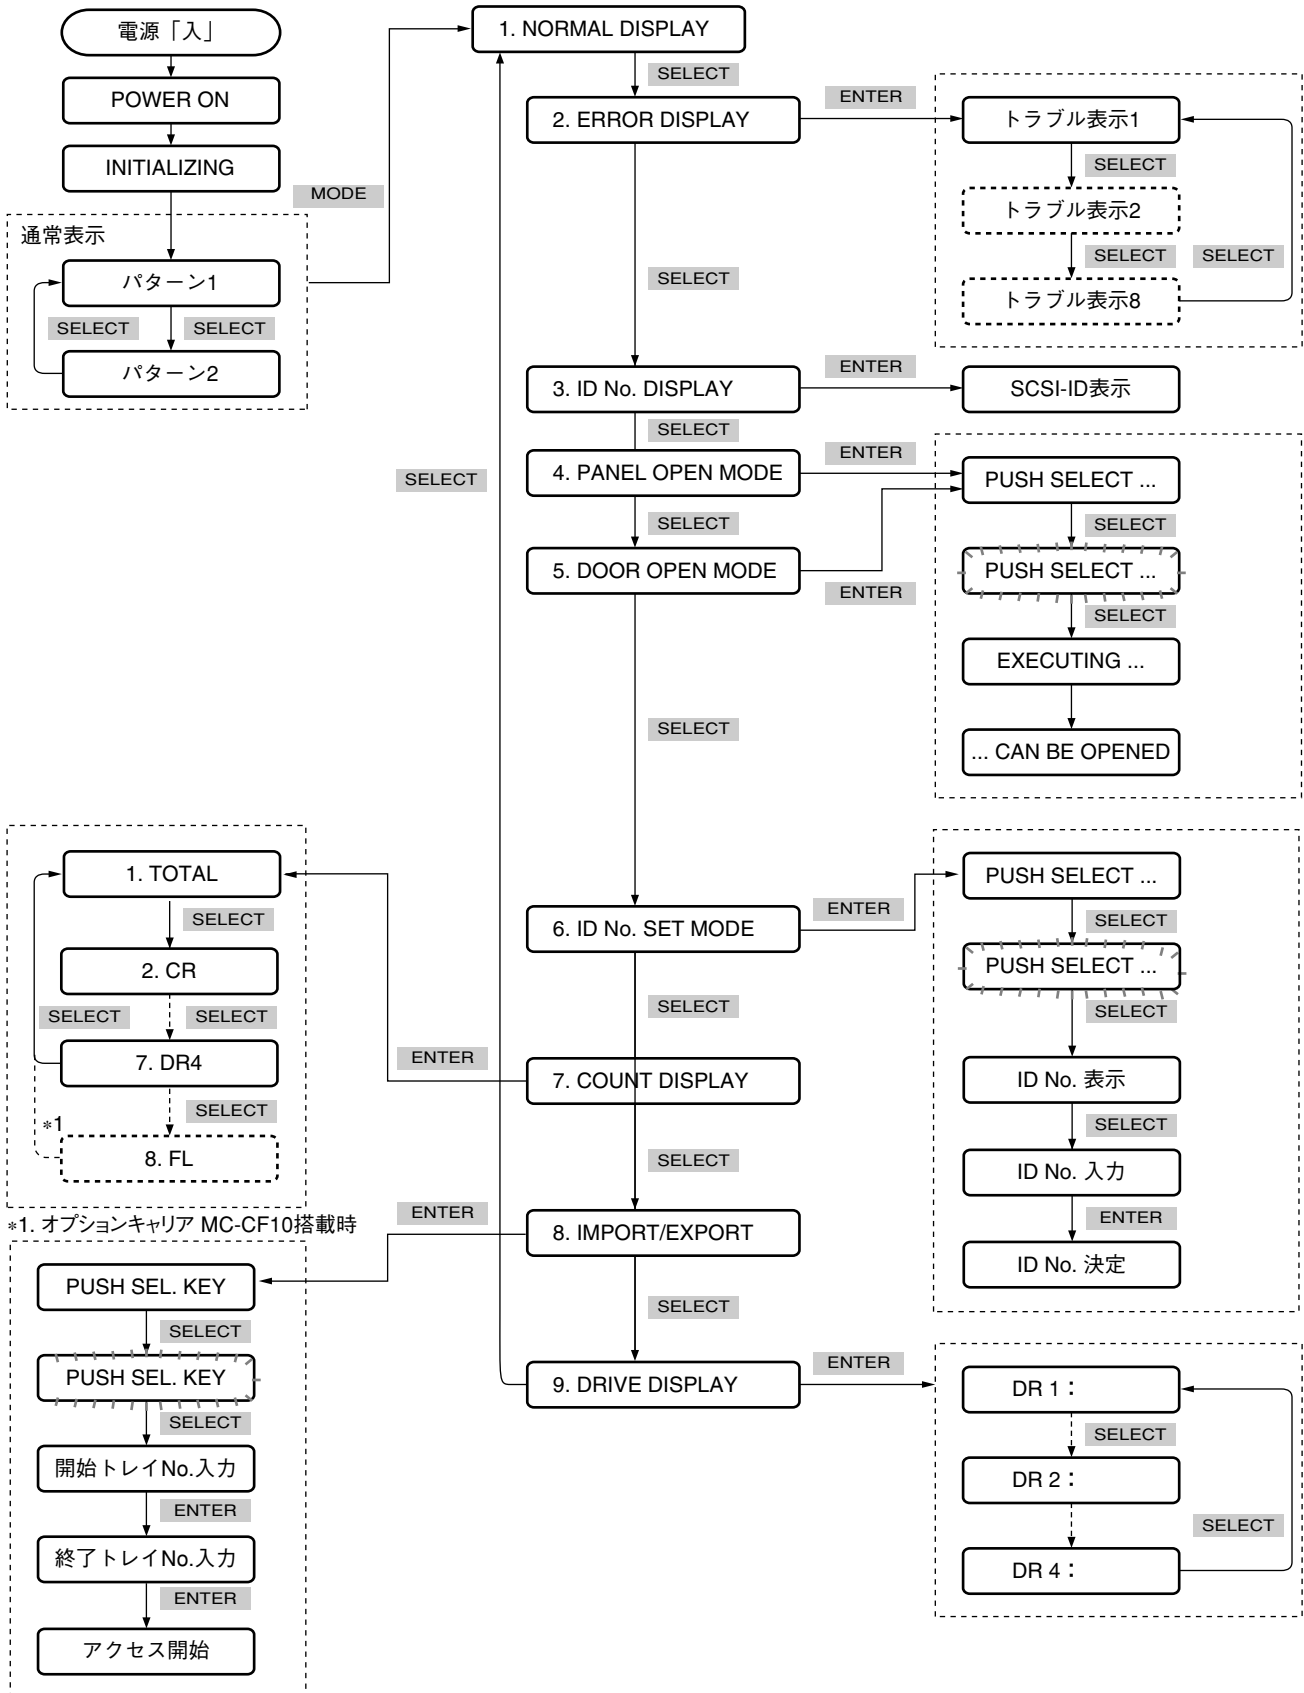 電源「入」
POWER ON
INITIALIZING
MODE
通常表示
パターン1
SELECT
SELECT
パターン2
1. NORMAL DISPLAY
SELECT
2. ERROR DISPLAY
ENTER
トラブル表示1
SELECT
トラブル表示2
SELECT
SELECT
トラブル表示8
SELECT
3. ID No. DISPLAY
ENTER
SCSI-ID表示
SELECT
SELECT
4. PANEL OPEN MODE
ENTER
SELECT
5. DOOR OPEN MODE
ENTER
PUSH SELECT ...
SELECT
PUSH SELECT ...
SELECT
EXECUTING ...
... CAN BE OPENED
SELECT
6. ID No. SET MODE
ENTER
PUSH SELECT ...
SELECT
PUSH SELECT ...
SELECT
ID No. 表示
SELECT
ID No. 入力
ENTER
ID No. 決定
SELECT
7. COUNT DISPLAY
ENTER
1. TOTAL
SELECT
2. CR
SELECT
SELECT
7. DR4
SELECT
*1
8. FL
*1. オプションキャリア MC-CF10搭載時
SELECT
8. IMPORT/EXPORT
ENTER
PUSH SEL. KEY
SELECT
PUSH SEL. KEY
SELECT
開始トレイNo.入力
ENTER
終了トレイNo.入力
ENTER
アクセス開始
SELECT
9. DRIVE DISPLAY
ENTER
DR 1：
SELECT
DR 2：
SELECT
DR 4：